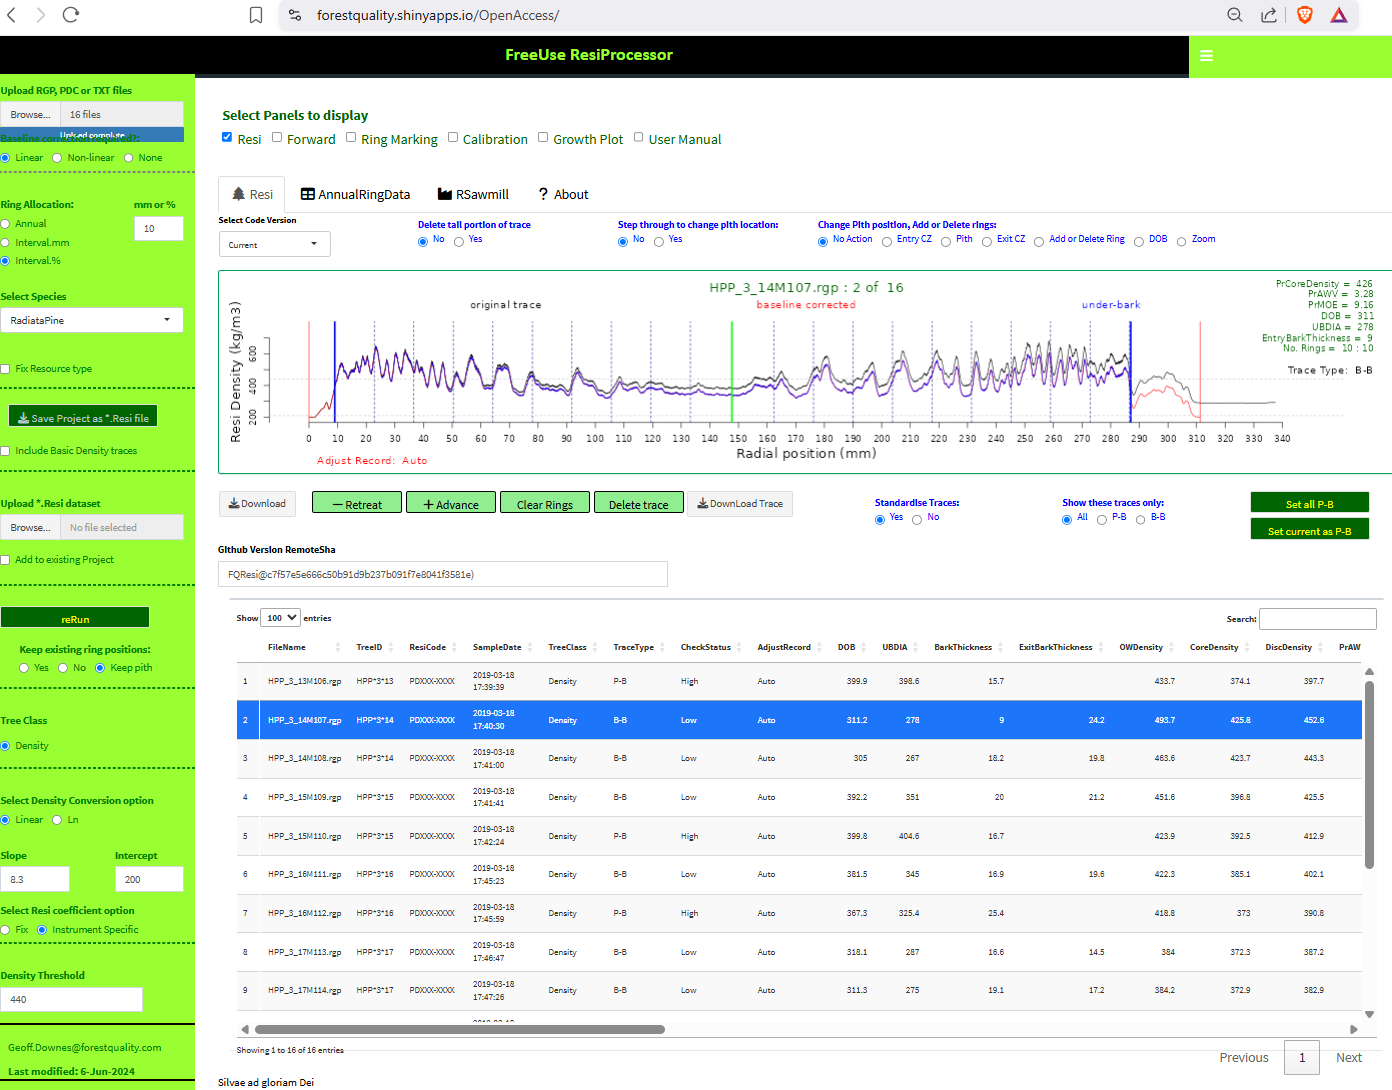 forestquality.shinyapps.io/OpenAccess/
FreeUse ResiProcessor
Upload RGP, PDC or TXT files
Browse... 16 files
Upload complete
Baseline correction required?:
Linear Non-linear None
Ring Allocation: mm or %
Annual
10
Interval.mm
Interval.%
Select Species
RadiataPine
Fix Resource type
Save Project as *.Resi file
Include Basic Density traces
Upload *.Resi dataset
Browse... No file selected
Add to existing Project
reRun
Keep existing ring positions:
Yes No Keep pith
Tree Class
Density
Select Density Conversion option
Linear Ln
Slope Intercept
8.3 200
Select Resi coefficient option
Fix Instrument Specific
Density Threshold
440
Geoff.Downes@forestquality.com
Last modified: 6-Jun-2024
Select Panels to display
Resi Forward Ring Marking Calibration Growth Plot User Manual
Resi AnnualRingData RSawmill ? About
Select Code Version
Current
Delete tail portion of trace
No Yes
Step through to change pith location:
No Yes
Change Pith position, Add or Delete rings:
No Action Entry CZ Pith Exit CZ Add or Delete Ring DOB Zoom
HPP_3_14M107.rgp : 2 of 16
original trace baseline corrected under-bark
PrCoreDensity = 426
PrAWV = 3.28
PrMOE = 9.16
DOB = 311
UBDIA = 278
EntryBarkThickness = 9
No. Rings = 10 : 10
Trace Type: B-B
Resi Density (kg/m3)
600
400
200
0 10 20 30 40 50 60 70 80 90 100 110 120 130 140 150 160 170 180 190 200 210 220 230 240 250 260 270 280 290 300 310 320 330 340
Radial position (mm)
Adjust Record: Auto
Download Retreat Advance Clear Rings Delete trace DownLoad Trace
Standardise Traces:
Yes No
Show these traces only:
All P-B B-B
Set all P-B
Set current as P-B
Github Version RemoteSha
FQResi@c7f57e5e666c50b91d9b237b091f7e8041f3581e)
Show 100 entries
Search:
FileName TreeID ResiCode SampleDate TreeClass TraceType CheckStatus AdjustRecord DOB UBDIA BarkThickness ExitBarkThickness OWDensity CoreDensity DiscDensity PrAW
1 HPP_3_13M106.rgp HPP*3*13 PDXXX-XXXX 2019-03-18 17:39:39 Density P-B High Auto 399.9 398.6 15.7 433.7 374.1 397.7
2 HPP_3_14M107.rgp HPP*3*14 PDXXX-XXXX 2019-03-18 17:40:30 Density B-B Low Auto 311.2 278 9 24.2 493.7 425.8 452.6
3 HPP_3_14M108.rgp HPP*3*14 PDXXX-XXXX 2019-03-18 17:41:00 Density B-B Low Auto 305 267 18.2 19.8 463.6 423.7 443.3
4 HPP_3_15M109.rgp HPP*3*15 PDXXX-XXXX 2019-03-18 17:41:41 Density B-B Low Auto 392.2 351 20 21.2 451.6 396.8 425.5
5 HPP_3_15M110.rgp HPP*3*15 PDXXX-XXXX 2019-03-18 17:42:24 Density P-B High Auto 399.8 404.6 16.7 423.9 392.5 412.9
6 HPP_3_16M111.rgp HPP*3*16 PDXXX-XXXX 2019-03-18 17:45:23 Density B-B Low Auto 381.5 345 16.9 19.6 422.3 385.1 402.1
7 HPP_3_16M112.rgp HPP*3*16 PDXXX-XXXX 2019-03-18 17:45:59 Density P-B High Auto 367.3 325.4 25.4 418.8 373 390.8
8 HPP_3_17M113.rgp HPP*3*17 PDXXX-XXXX 2019-03-18 17:46:47 Density B-B Low Auto 318.1 287 16.6 14.5 384 372.3 387.2
9 HPP_3_17M114.rgp HPP*3*17 PDXXX-XXXX 2019-03-18 17:47:26 Density B-B Low Auto 311.3 275 19.1 17.2 384.2 372.9 382.9
Showing 1 to 16 of 16 entries
Previous 1 Next
Silvae ad gloriam Dei